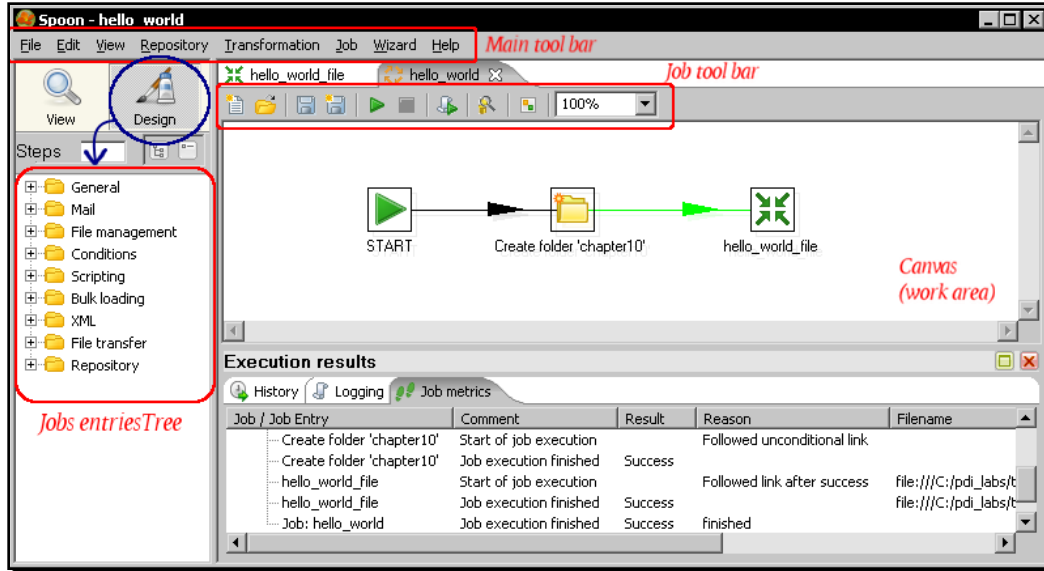 Spoon - hello_world
File Edit View Repository Transformation Job Wizard Help Main tool bar
hello_world_file hello_world Job tool bar
View Design
100%
Steps
General
Mail
File management
Conditions
Scripting
Bulk loading
XML
File transfer
Repository
Jobs entriesTree
START Create folder 'chapter10' hello_world_file
Canvas
(work area)
Execution results
History Logging Job metrics
Job / Job Entry Comment Result Reason Filename
Create folder 'chapter10' Start of job execution Followed unconditional link
Create folder 'chapter10' Job execution finished Success
hello_world_file Start of job execution Followed link after success file:///C:/pdi_labs/t
hello_world_file Job execution finished Success file:///C:/pdi_labs/t
Job: hello_world Job execution finished Success finished